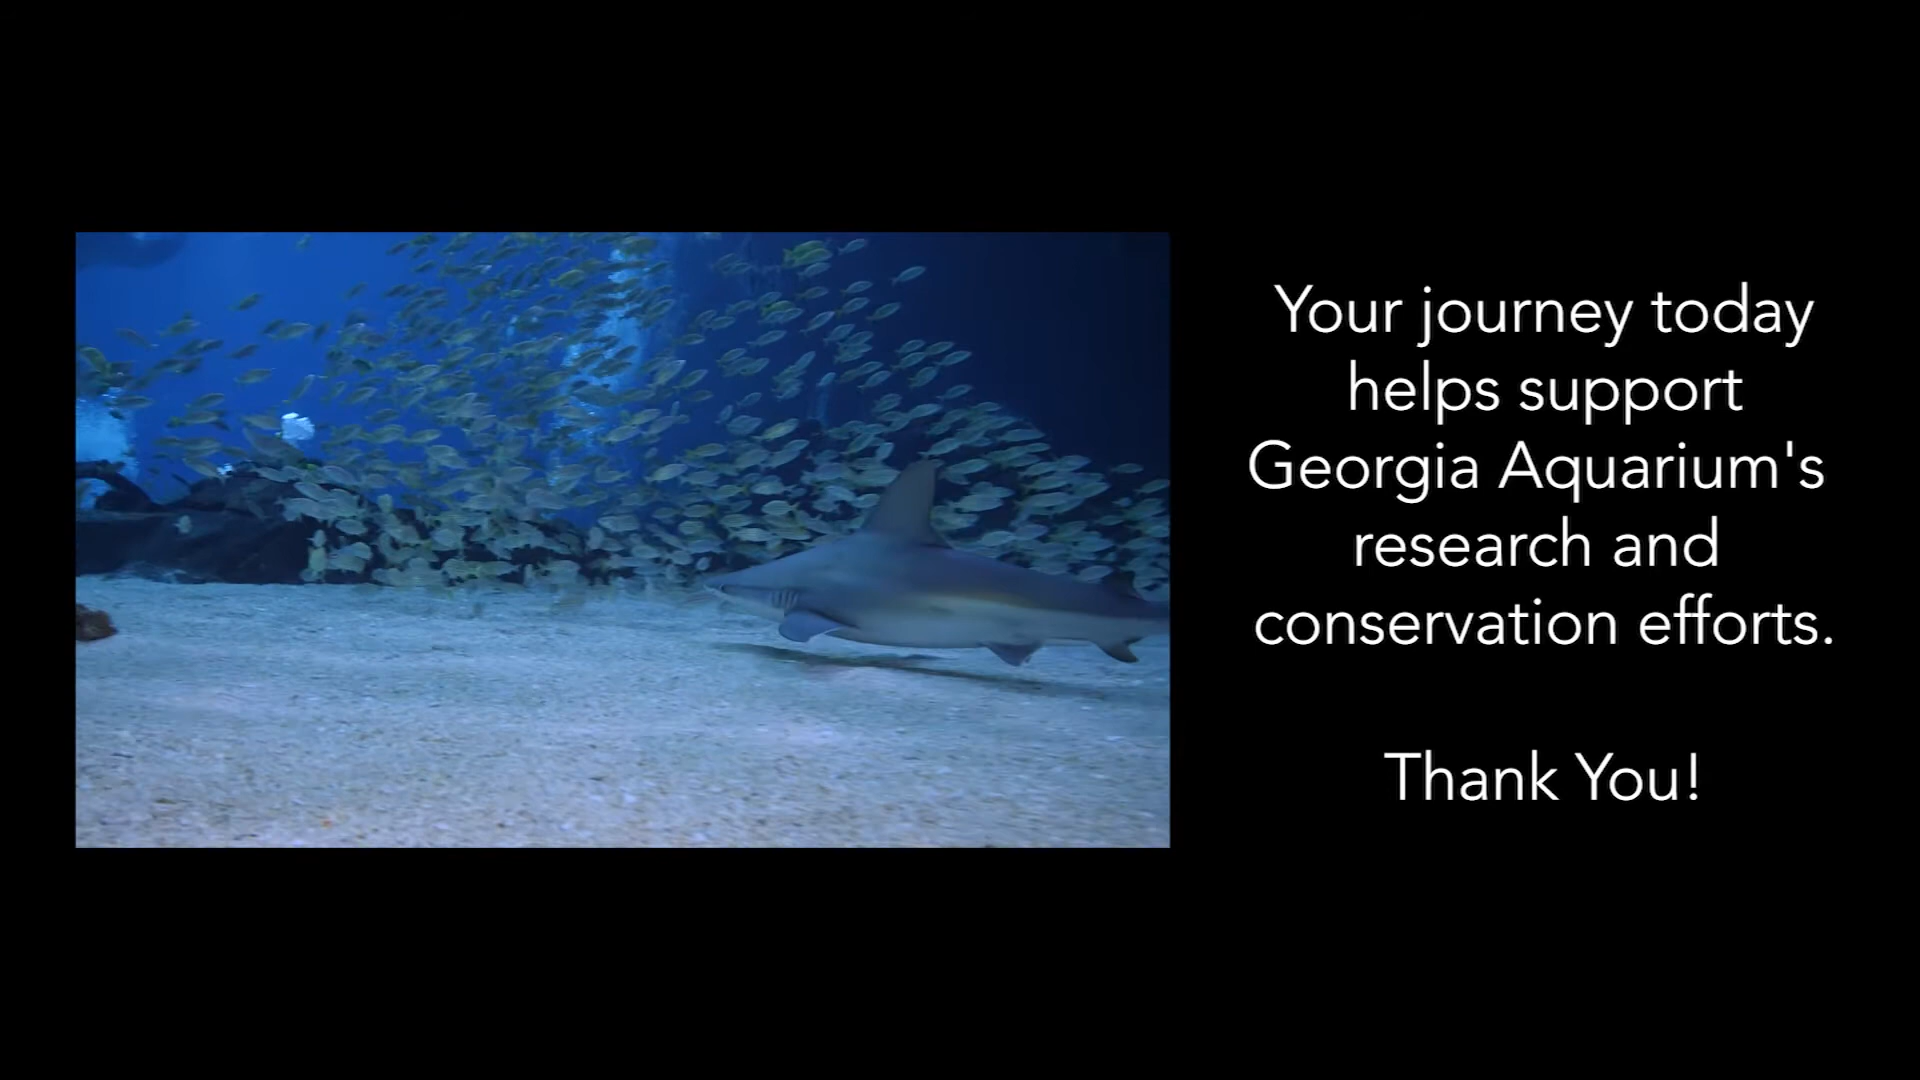 Your journey today
helps support
Georgia Aquarium's
research and
conservation efforts.
Thank You!